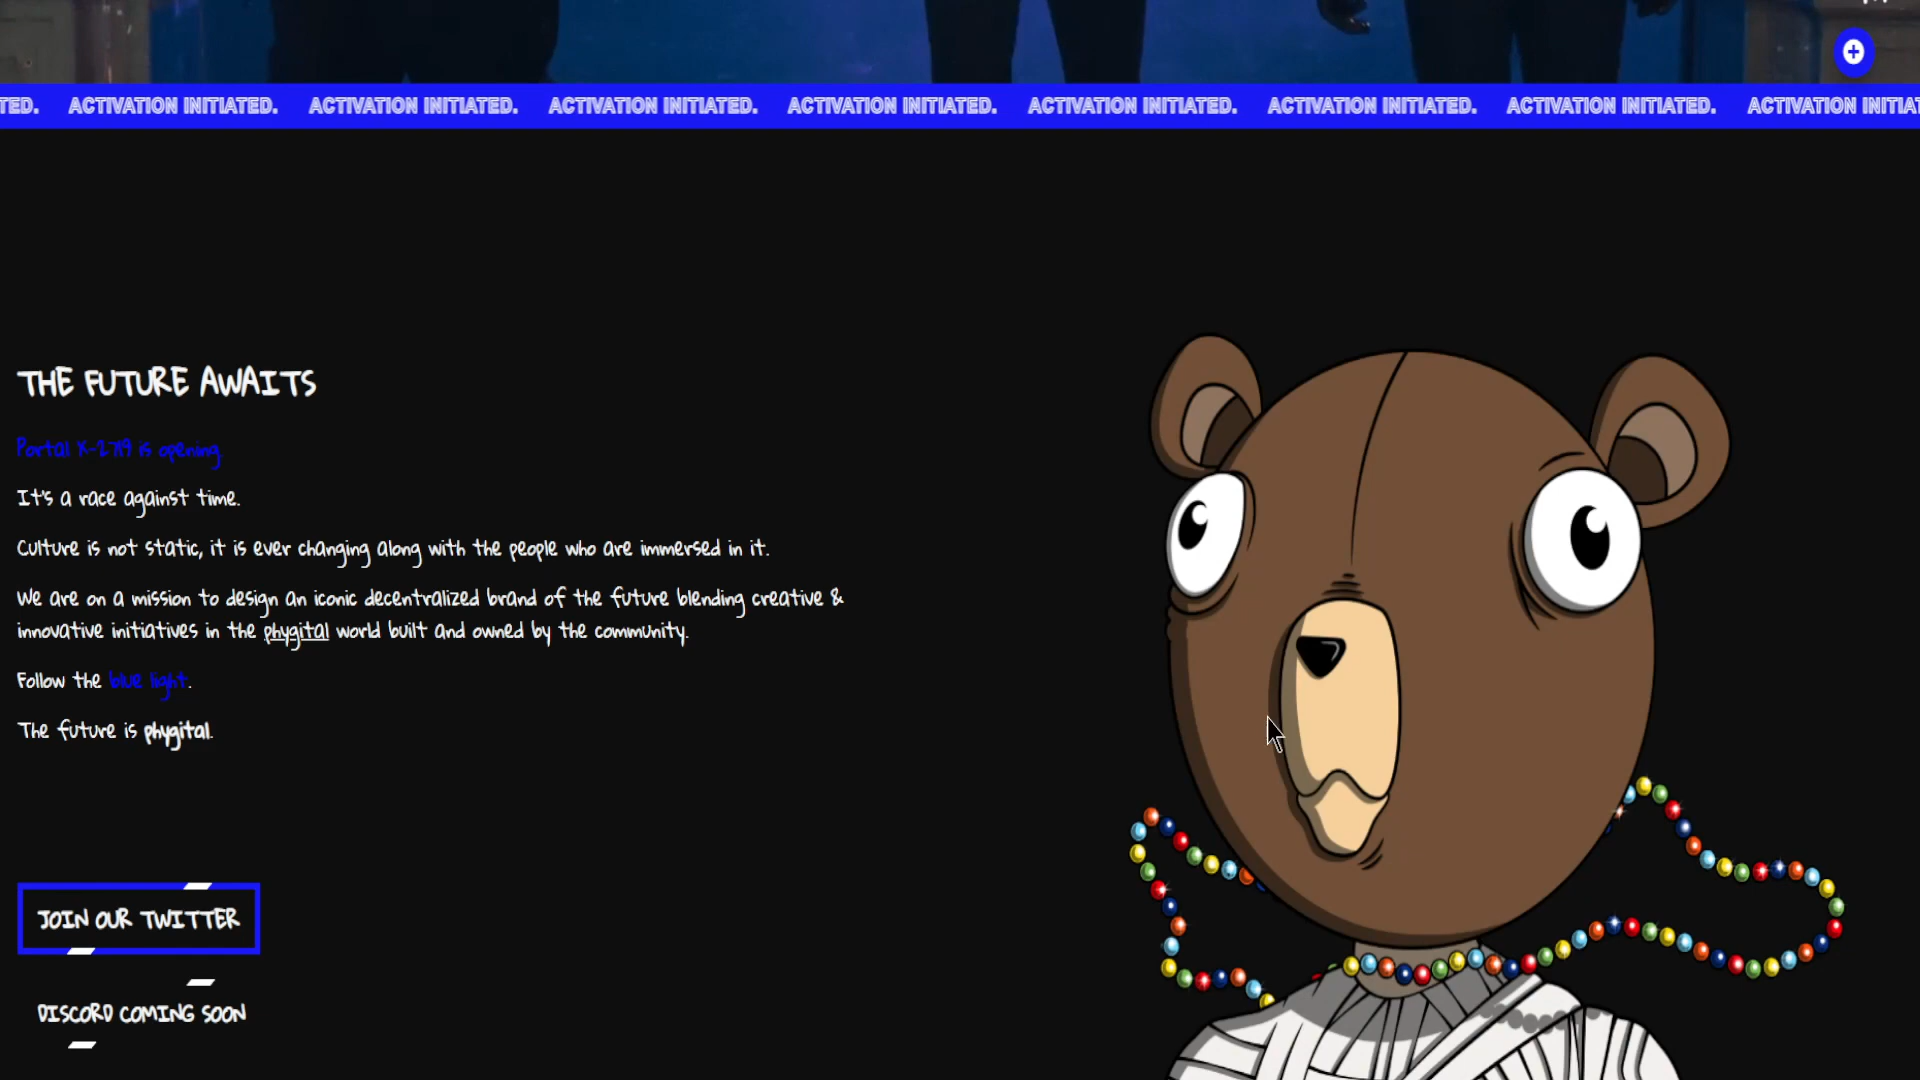 TED. ACTIVATION INITIATED. ACTIVATION INITIATED. ACTIVATION INITIATED. ACTIVATION INITIATED. ACTIVATION INITIATED. ACTIVATION INITIATED. ACTIVATION INITIATED. ACTIVATION INITIAT
THE FUTURE AWAITS
Portal K-2719 is opening.
It's a race against time.
Culture is not static, it is ever changing along with the people who are immersed in it.
We are on a mission to design an iconic decentralized brand of the future blending creative &
innovative initiatives in the phygital world built and owned by the community.
Follow the blue light.
The future is phygital.
JOIN OUR TWITTER
DISCORD COMING SOON